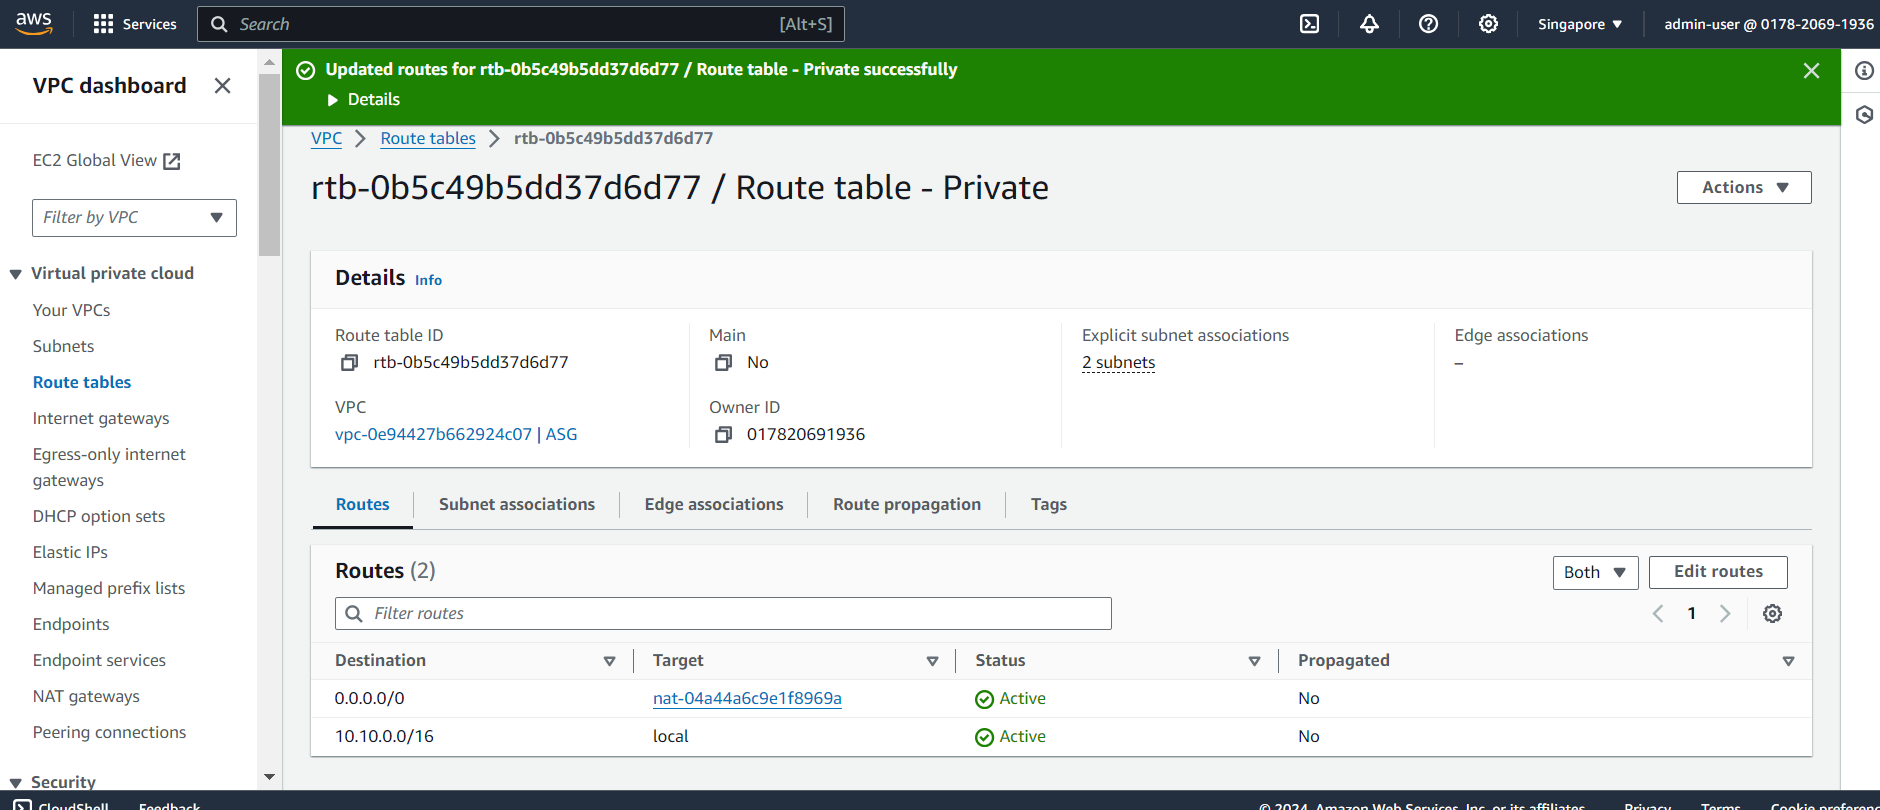 aws
Services
Search
[Alt+S]
Singapore
admin-user @ 0178-2069-1936
VPC dashboard
EC2 Global View
Filter by VPC
Virtual private cloud
Your VPCs
Subnets
Route tables
Internet gateways
Egress-only internet
gateways
DHCP option sets
Elastic IPs
Managed prefix lists
Endpoints
Endpoint services
NAT gateways
Peering connections
Security
Updated routes for rtb-0b5c49b5dd37d6d77 / Route table - Private successfully
Details
VPC
Route tables
rtb-0b5c49b5dd37d6d77
rtb-0b5c49b5dd37d6d77 / Route table - Private
Actions
Details Info
Route table ID
rtb-0b5c49b5dd37d6d77
Main
No
Explicit subnet associations
2 subnets
Edge associations
–
VPC
vpc-0e94427b662924c07 | ASG
Owner ID
017820691936
Routes
Subnet associations
Edge associations
Route propagation
Tags
Routes (2)
Both
Edit routes
Filter routes
1
Destination Target Status Propagated
0.0.0.0/0 nat-04a44a6c9e1f8969a Active No
10.10.0.0/16 local Active No
CloudShell
Feedback
© 2024, Amazon Web Services, Inc. or its affiliates.
Privacy
Terms
Cookie preferenc